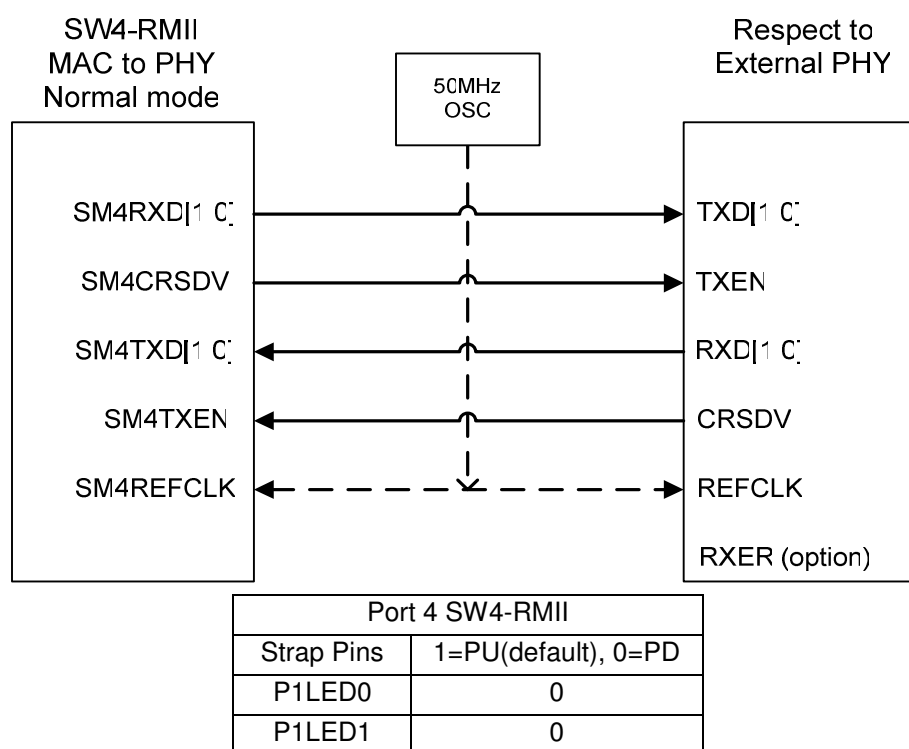 SW4-RMII
MAC to PHY
Normal mode
50MHz
OSC
Respect to
External PHY
SM4RXD[1 0]
TXD[1 0]
SM4CRSDV
TXEN
SM4TXD[1 0]
RXD[1 0]
SM4TXEN
CRSDV
SM4REFCLK
REFCLK
RXER (option)
Port 4 SW4-RMII
Strap Pins 1=PU(default), 0=PD
P1LED0 0
P1LED1 0